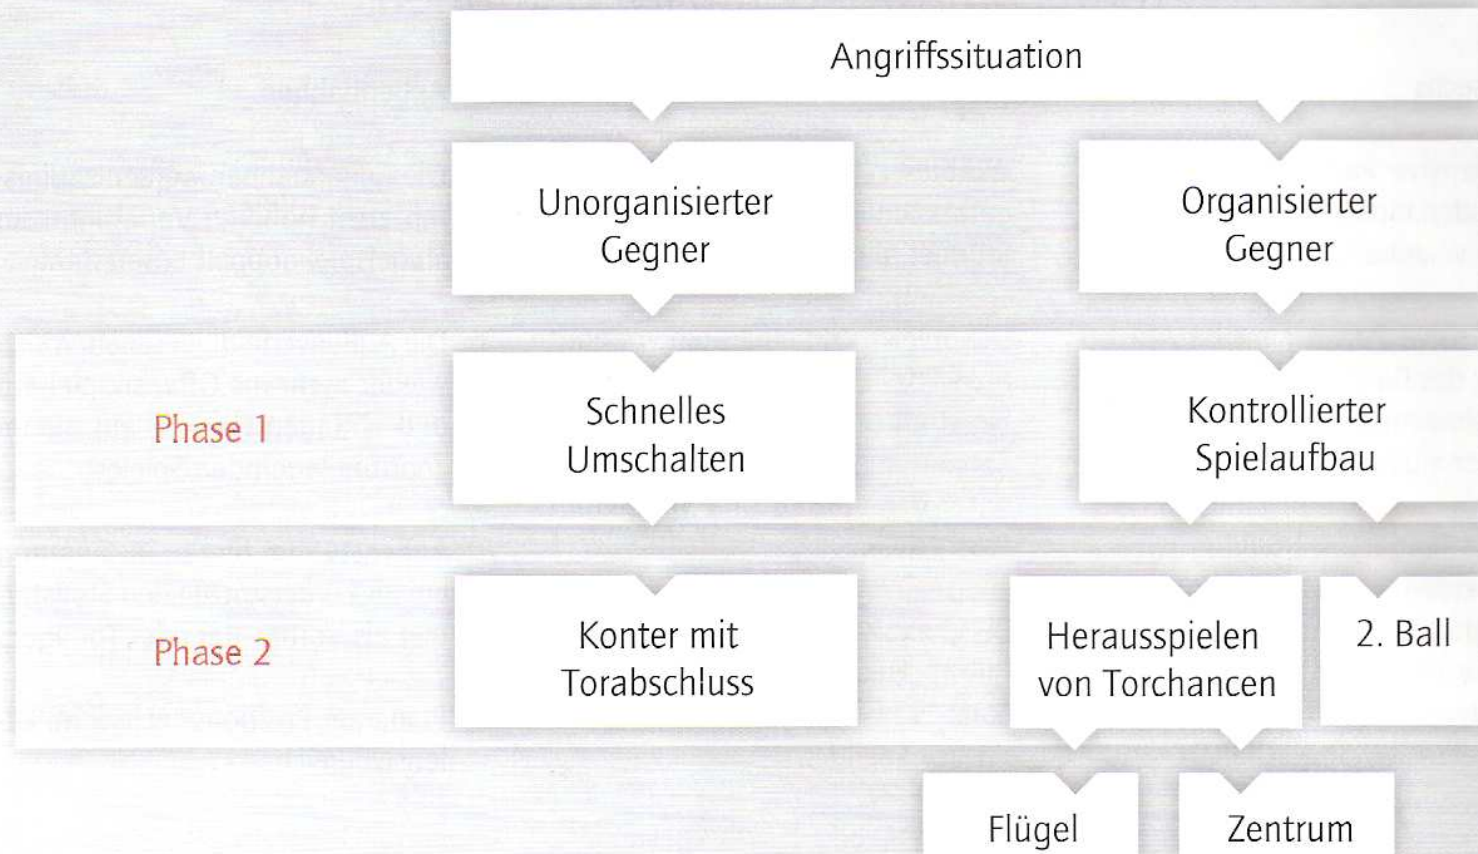 Angriffssituation
Unorganisierter
Gegner
Organisierter
Gegner
Phase 1
Schnelles
Umschalten
Kontrollierter
Spielaufbau
Phase 2
Konter mit
Torabschluss
Herausspielen
von Torchancen
2. Ball
Flügel
Zentrum